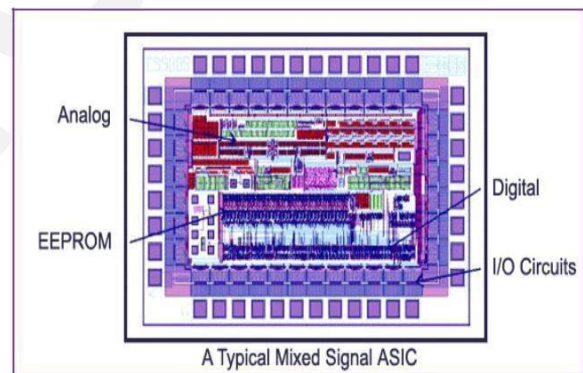 Analog
Digital
EEPROM
I/O Circuits
A Typical Mixed Signal ASIC